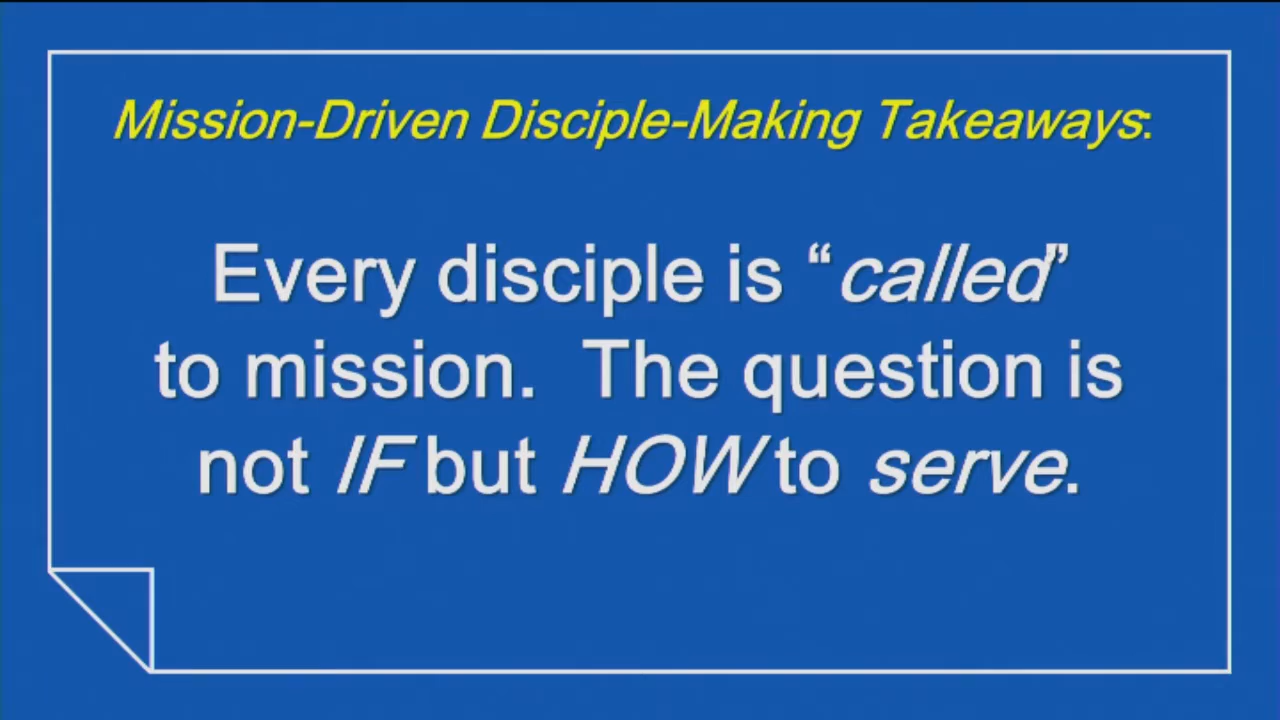 Mission-Driven Disciple-Making Takeaways:
Every disciple is “called”
to mission.  The question is
not IF but HOW to serve.